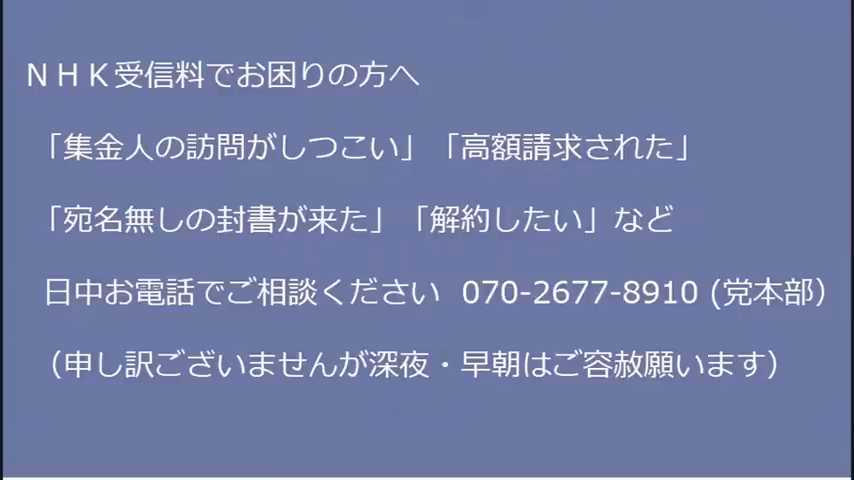 ＮＨＫ受信料でお困りの方へ
「集金人の訪問がしつこい」「高額請求された」
「宛名無しの封書が来た」「解約したい」など
日中お電話でご相談ください 070-2677-8910 (党本部）
（申し訳ございませんが深夜・早朝はご容赦願います）